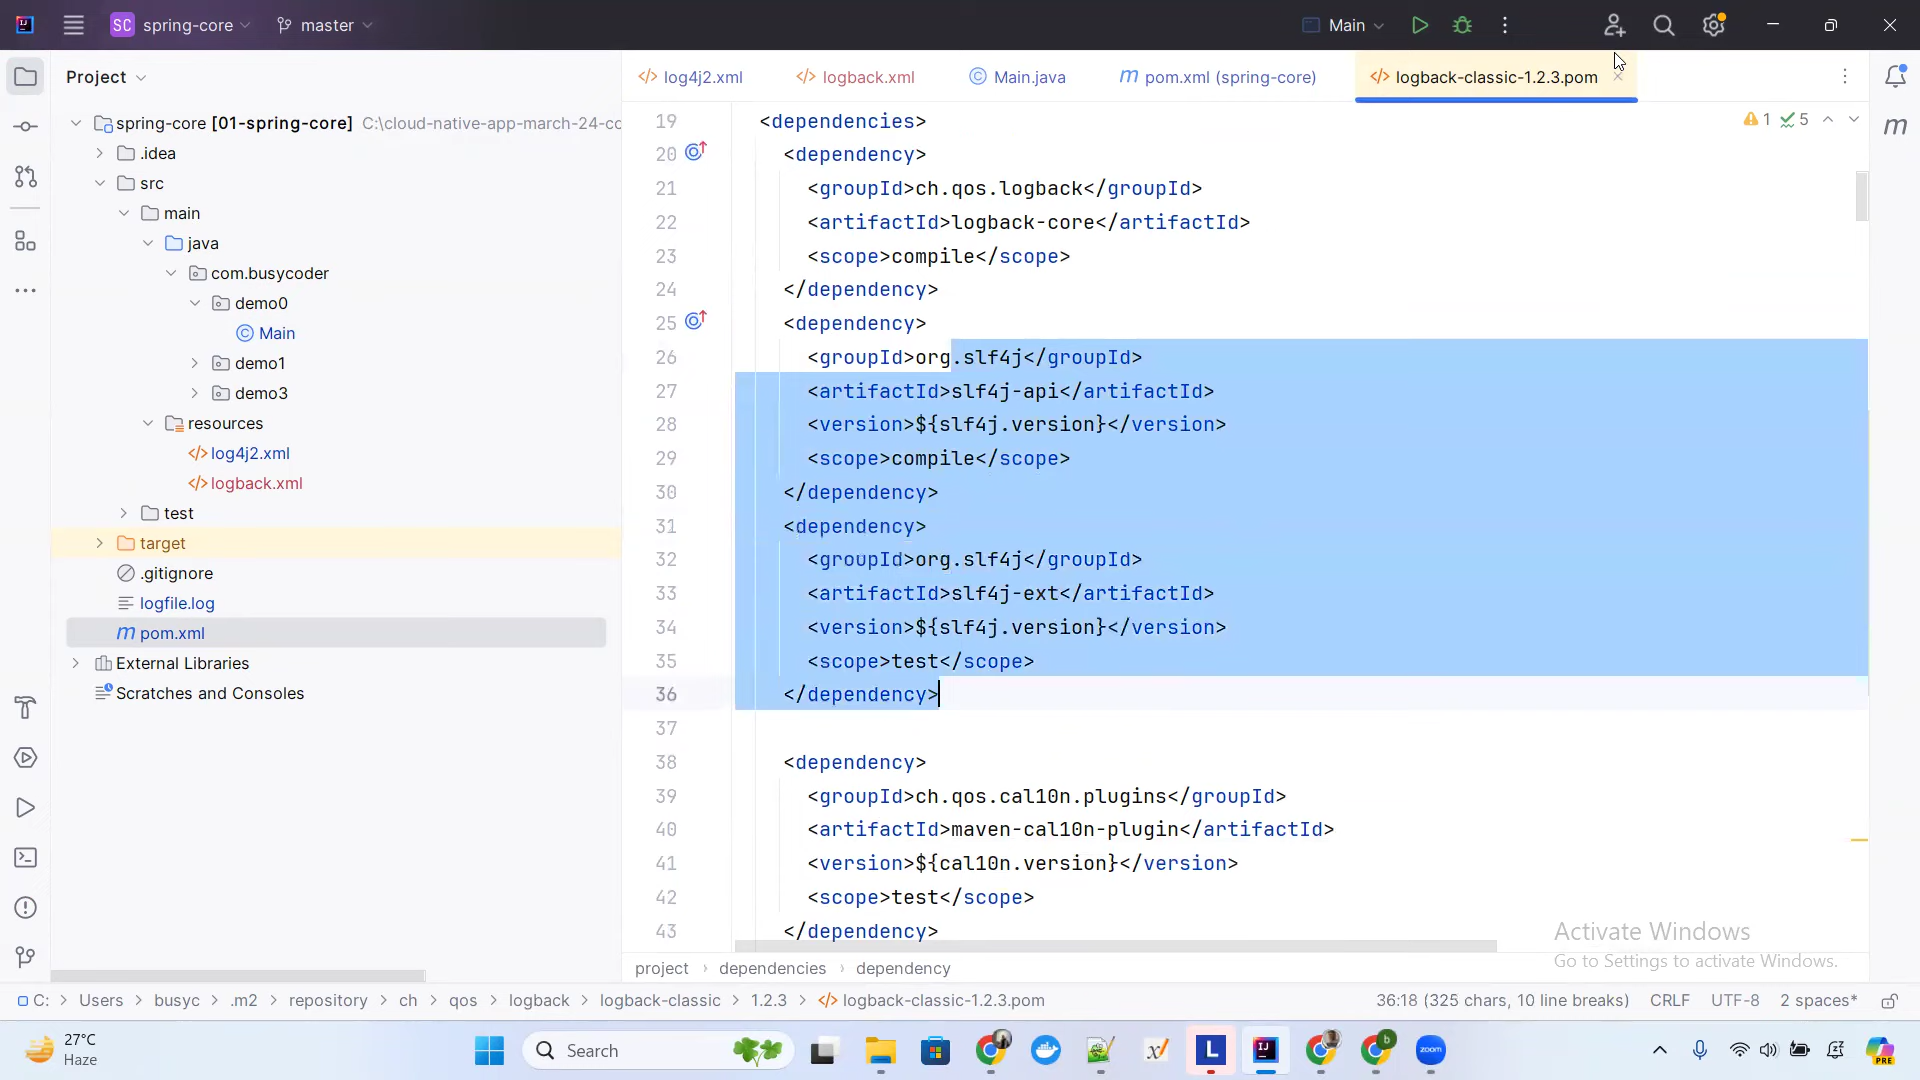 SC spring-core master Main
Project
log4j2.xml logback.xml Main.java pom.xml (spring-core) logback-classic-1.2.3.pom
spring-core [01-spring-core] C:\cloud-native-app-march-24-co
.idea
src
main
java
com.busycoder
demo0
Main
demo1
demo3
resources
log4j2.xml
logback.xml
test
target
.gitignore
logfile.log
pom.xml
External Libraries
Scratches and Consoles
1 5
19 <dependencies>
20 <dependency>
21 <groupId>ch.qos.logback</groupId>
22 <artifactId>logback-core</artifactId>
23 <scope>compile</scope>
24 </dependency>
25 <dependency>
26 <groupId>org.slf4j</groupId>
27 <artifactId>slf4j-api</artifactId>
28 <version>${slf4j.version}</version>
29 <scope>compile</scope>
30 </dependency>
31 <dependency>
32 <groupId>org.slf4j</groupId>
33 <artifactId>slf4j-ext</artifactId>
34 <version>${slf4j.version}</version>
35 <scope>test</scope>
36 </dependency>
37
38 <dependency>
39 <groupId>ch.qos.cal10n.plugins</groupId>
40 <artifactId>maven-cal10n-plugin</artifactId>
41 <version>${cal10n.version}</version>
42 <scope>test</scope>
43 </dependency>
Activate Windows
Go to Settings to activate Windows.
project › dependencies › dependency
C: > Users > busyc > .m2 > repository > ch > qos > logback > logback-classic > 1.2.3 > logback-classic-1.2.3.pom 36:18 (325 chars, 10 line breaks) CRLF UTF-8 2 spaces*
27°C
Haze
Search
zoom
PRE